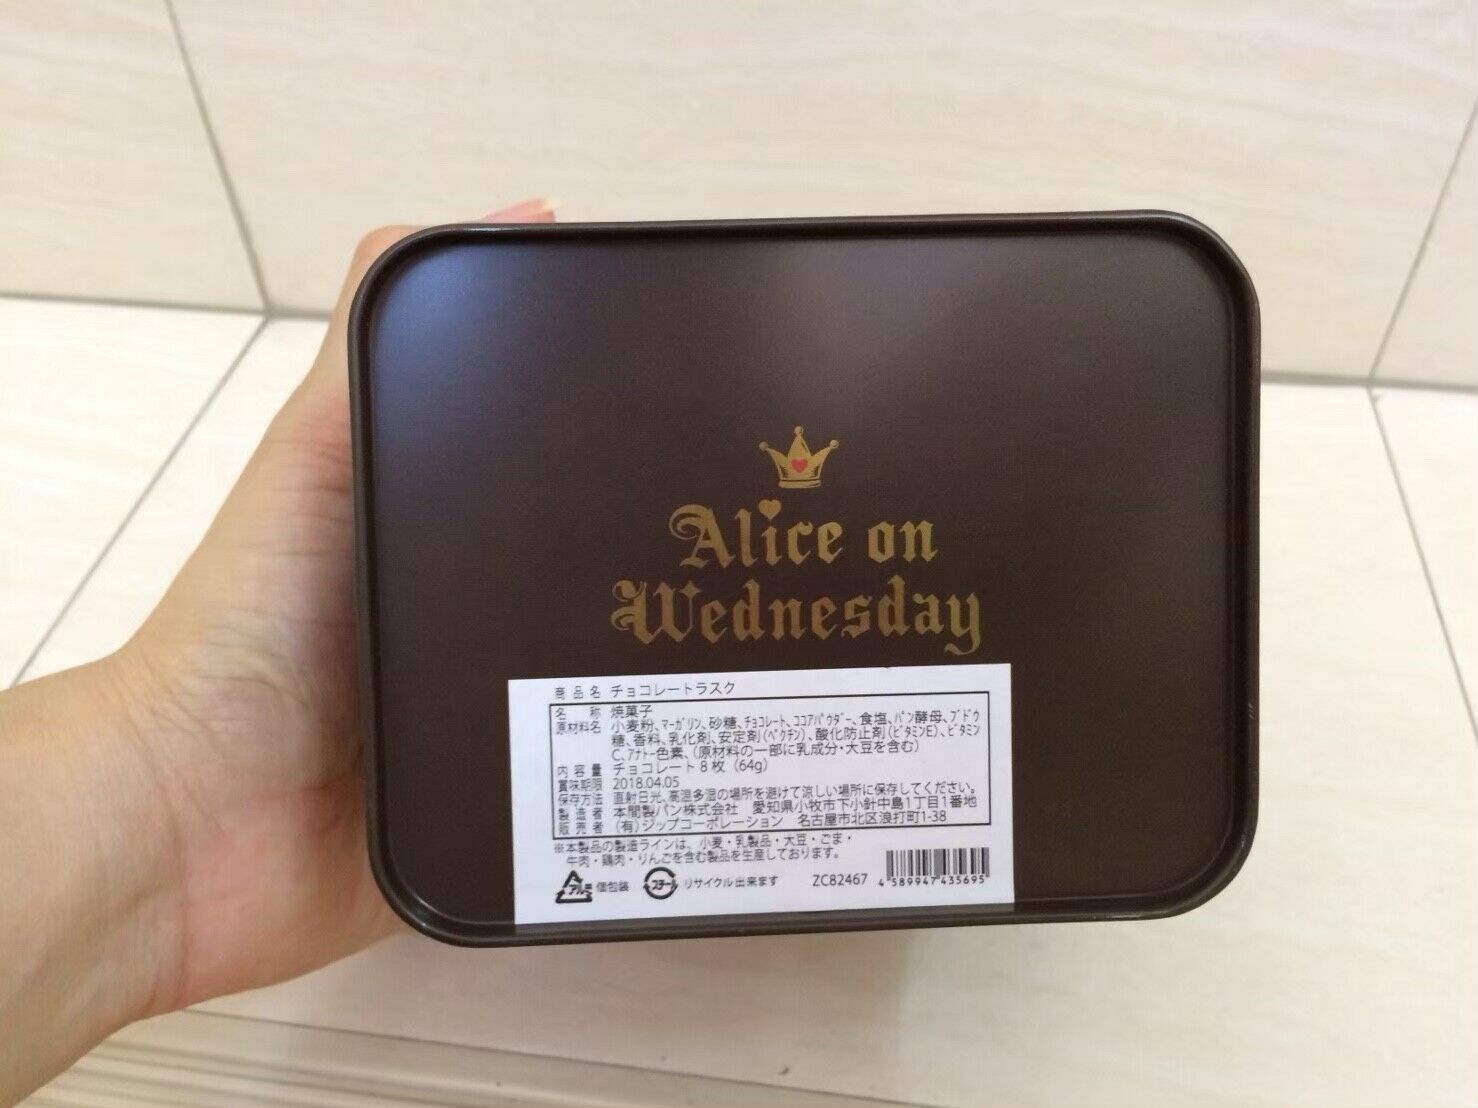 Alice on
Wednesday
商品名 チョコレートラスク
名称 焼菓子
原材料名 小麦粉、マーガリン、砂糖、チョコレート、ココアパウダー、食塩、パン酵母、ブドウ
糖、香料、乳化剤、安定剤(ペクチン)、酸化防止剤(ビタミンE)、ビタミン
C、アナトー色素、(原材料の一部に乳成分・大豆を含む)
内容量 チョコレート8枚(64g)
賞味期限 2018.04.05
保存方法 直射日光、高温多湿の場所を避けて涼しい場所に保存してください。
製造者 本間製パン株式会社 愛知県小牧市下小針中島1丁目1番地
販売者 (有)ジップコーポレーション 名古屋市北区浪打町1-38
※本製品の製造ラインは、小麦・乳製品・大豆・ごま・
牛肉・鶏肉・りんごを含む製品を生産しております。
アルミ 個包装 スチール リサイクル出来ます ZC82467 4589947435695